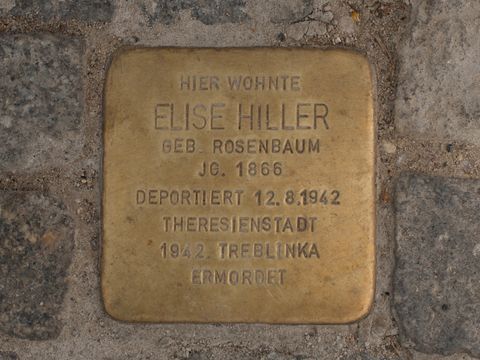 HIER WOHNTE
ELISE HILLER
GEB. ROSENBAUM
JG. 1866
DEPORTIERT 12.8.1942
THERESIENSTADT
1942 TREBLINKA
ERMORDET